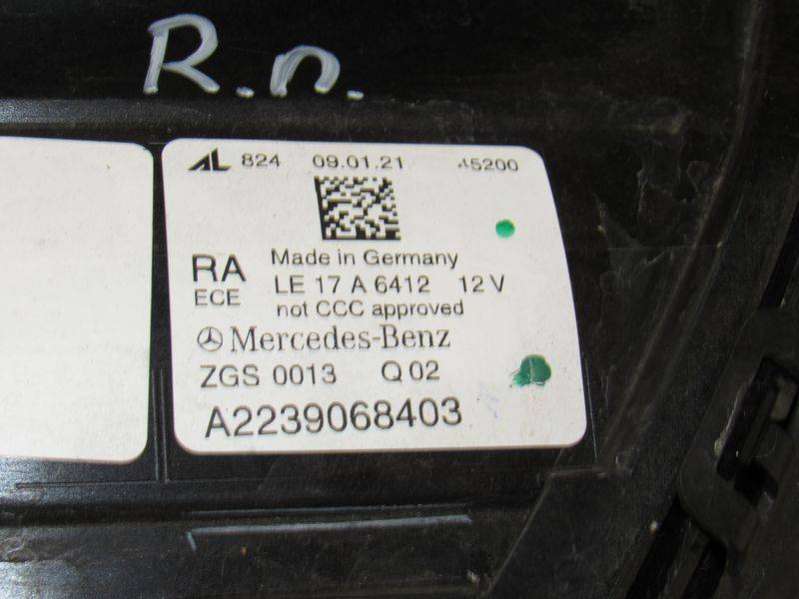 R.п.
AL 824 09.01.21 45200
Made in Germany
RA LE 17 A 6412 12 V
ECE not CCC approved
Mercedes-Benz
ZGS 0013 Q 02
A2239068403